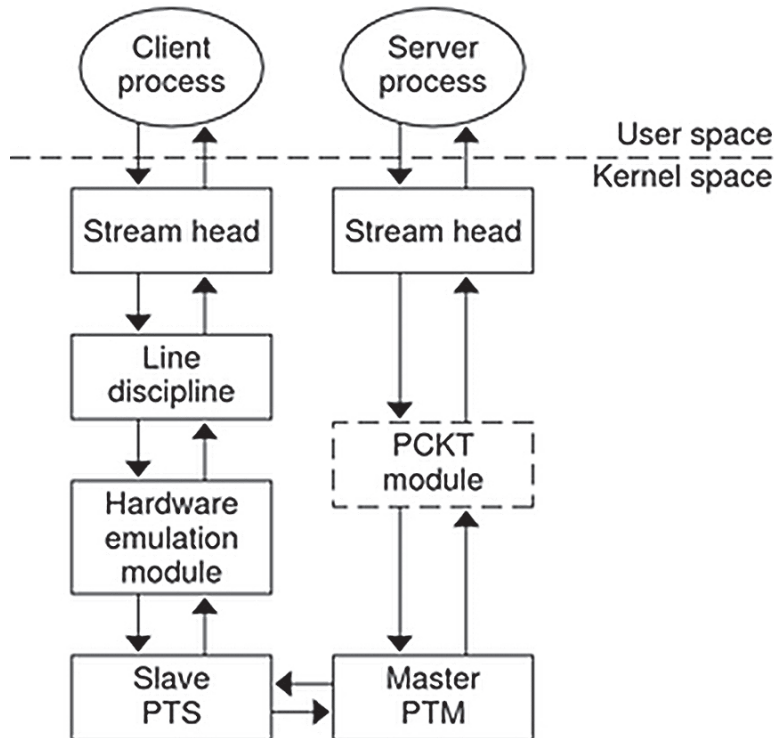 Client
process
Server
process
User space
Kernel space
Stream head
Stream head
Line
discipline
PCKT
module
Hardware
emulation
module
Slave
PTS
Master
PTM